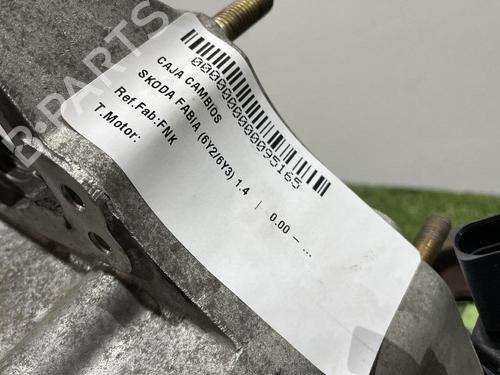 000000000095165
CAJA CAMBIOS
SKODA FABIA (6Y2/6Y3) 1.4 | 0.00 – ...
Ref.Fab:FNK
T.Motor:
B-PARTS